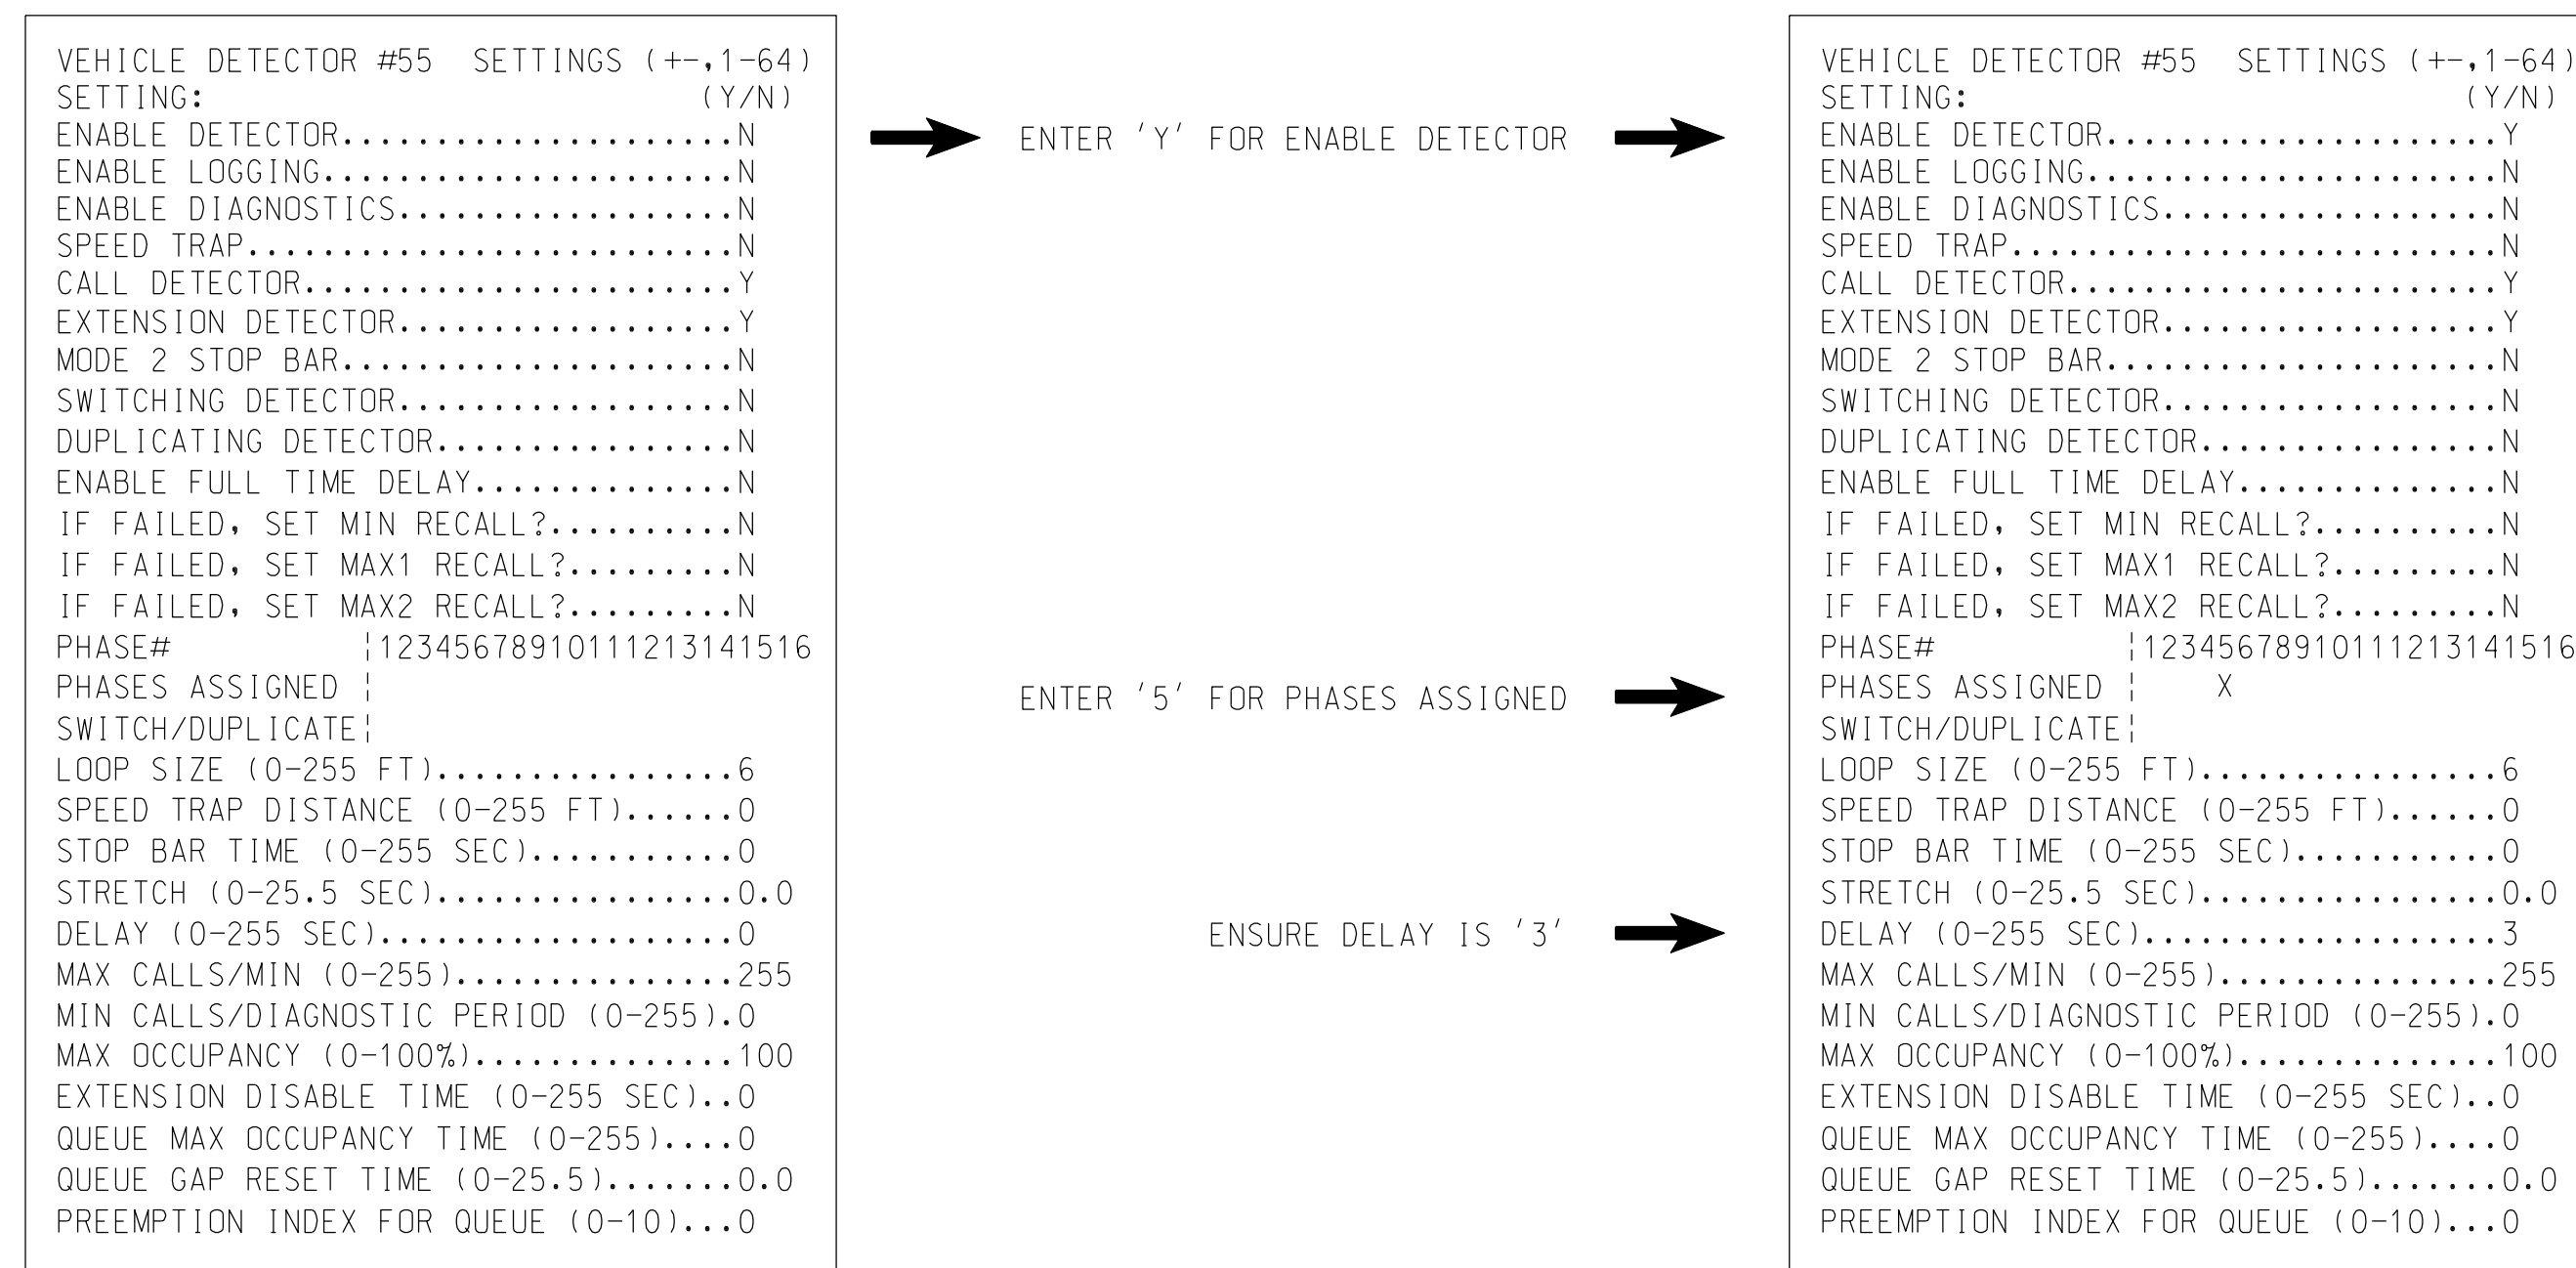 VEHICLE DETECTOR #55  SETTINGS (+-,1-64)
SETTING:                          (Y/N)
ENABLE DETECTOR.....................N
ENABLE LOGGING......................N
ENABLE DIAGNOSTICS..................N
SPEED TRAP..........................N
CALL DETECTOR.......................Y
EXTENSION DETECTOR..................Y
MODE 2 STOP BAR.....................N
SWITCHING DETECTOR..................N
DUPLICATING DETECTOR................N
ENABLE FULL TIME DELAY..............N
IF FAILED, SET MIN RECALL?..........N
IF FAILED, SET MAX1 RECALL?.........N
IF FAILED, SET MAX2 RECALL?.........N
PHASE#          ¦12345678910111213141516
PHASES ASSIGNED ¦
SWITCH/DUPLICATE¦
LOOP SIZE (0-255 FT)................6
SPEED TRAP DISTANCE (0-255 FT)......0
STOP BAR TIME (0-255 SEC)...........0
STRETCH (0-25.5 SEC)................0.0
DELAY (0-255 SEC)...................0
MAX CALLS/MIN (0-255)...............255
MIN CALLS/DIAGNOSTIC PERIOD (0-255).0
MAX OCCUPANCY (0-100%)..............100
EXTENSION DISABLE TIME (0-255 SEC)..0
QUEUE MAX OCCUPANCY TIME (0-255)....0
QUEUE GAP RESET TIME (0-25.5).......0.0
PREEMPTION INDEX FOR QUEUE (0-10)...0
ENTER 'Y' FOR ENABLE DETECTOR
ENTER '5' FOR PHASES ASSIGNED
ENSURE DELAY IS '3'
VEHICLE DETECTOR #55  SETTINGS (+-,1-64)
SETTING:                          (Y/N)
ENABLE DETECTOR.....................Y
ENABLE LOGGING......................N
ENABLE DIAGNOSTICS..................N
SPEED TRAP..........................N
CALL DETECTOR.......................Y
EXTENSION DETECTOR..................Y
MODE 2 STOP BAR.....................N
SWITCHING DETECTOR..................N
DUPLICATING DETECTOR................N
ENABLE FULL TIME DELAY..............N
IF FAILED, SET MIN RECALL?..........N
IF FAILED, SET MAX1 RECALL?.........N
IF FAILED, SET MAX2 RECALL?.........N
PHASE#          ¦12345678910111213141516
PHASES ASSIGNED ¦    X
SWITCH/DUPLICATE¦
LOOP SIZE (0-255 FT)................6
SPEED TRAP DISTANCE (0-255 FT)......0
STOP BAR TIME (0-255 SEC)...........0
STRETCH (0-25.5 SEC)................0.0
DELAY (0-255 SEC)...................3
MAX CALLS/MIN (0-255)...............255
MIN CALLS/DIAGNOSTIC PERIOD (0-255).0
MAX OCCUPANCY (0-100%)..............100
EXTENSION DISABLE TIME (0-255 SEC)..0
QUEUE MAX OCCUPANCY TIME (0-255)....0
QUEUE GAP RESET TIME (0-25.5).......0.0
PREEMPTION INDEX FOR QUEUE (0-10)...0